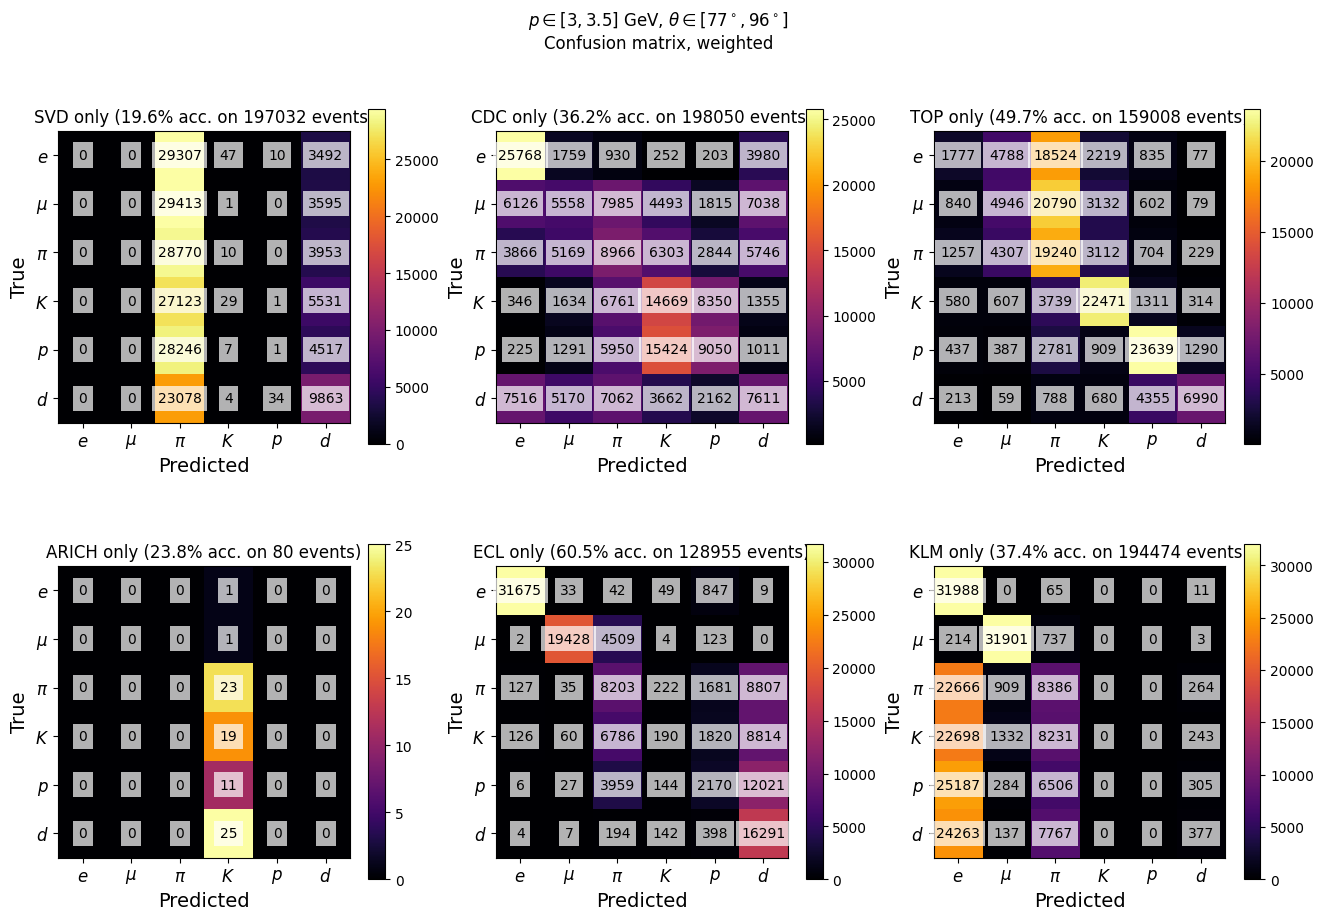 p ∈ [3, 3.5] GeV, θ ∈ [77°, 96°]
Confusion matrix, weighted
SVD only (19.6% acc. on 197032 events
e 0 0 29307 47 10 3492
μ 0 0 29413 1 0 3595
π 0 0 28770 10 0 3953
K 0 0 27123 29 1 5531
p 0 0 28246 7 1 4517
d 0 0 23078 4 34 9863
e μ π K p d
Predicted
True
25000
20000
15000
10000
5000
0
CDC only (36.2% acc. on 198050 events
e 25768 1759 930 252 203 3980
μ 6126 5558 7985 4493 1815 7038
π 3866 5169 8966 6303 2844 5746
K 346 1634 6761 14669 8350 1355
p 225 1291 5950 15424 9050 1011
d 7516 5170 7062 3662 2162 7611
e μ π K p d
Predicted
True
25000
20000
15000
10000
5000
TOP only (49.7% acc. on 159008 events
e 1777 4788 18524 2219 835 77
μ 840 4946 20790 3132 602 79
π 1257 4307 19240 3112 704 229
K 580 607 3739 22471 1311 314
p 437 387 2781 909 23639 1290
d 213 59 788 680 4355 6990
e μ π K p d
Predicted
True
20000
15000
10000
5000
ARICH only (23.8% acc. on 80 events)
e 0 0 0 1 0 0
μ 0 0 0 1 0 0
π 0 0 0 23 0 0
K 0 0 0 19 0 0
p 0 0 0 11 0 0
d 0 0 0 25 0 0
e μ π K p d
Predicted
True
25
20
15
10
5
0
ECL only (60.5% acc. on 128955 events)
e 31675 33 42 49 847 9
μ 2 19428 4509 4 123 0
π 127 35 8203 222 1681 8807
K 126 60 6786 190 1820 8814
p 6 27 3959 144 2170 12021
d 4 7 194 142 398 16291
e μ π K p d
Predicted
True
30000
25000
20000
15000
10000
5000
0
KLM only (37.4% acc. on 194474 events
e 31988 0 65 0 0 11
μ 214 31901 737 0 0 3
π 22666 909 8386 0 0 264
K 22698 1332 8231 0 0 243
p 25187 284 6506 0 0 305
d 24263 137 7767 0 0 377
e μ π K p d
Predicted
True
30000
25000
20000
15000
10000
5000
0